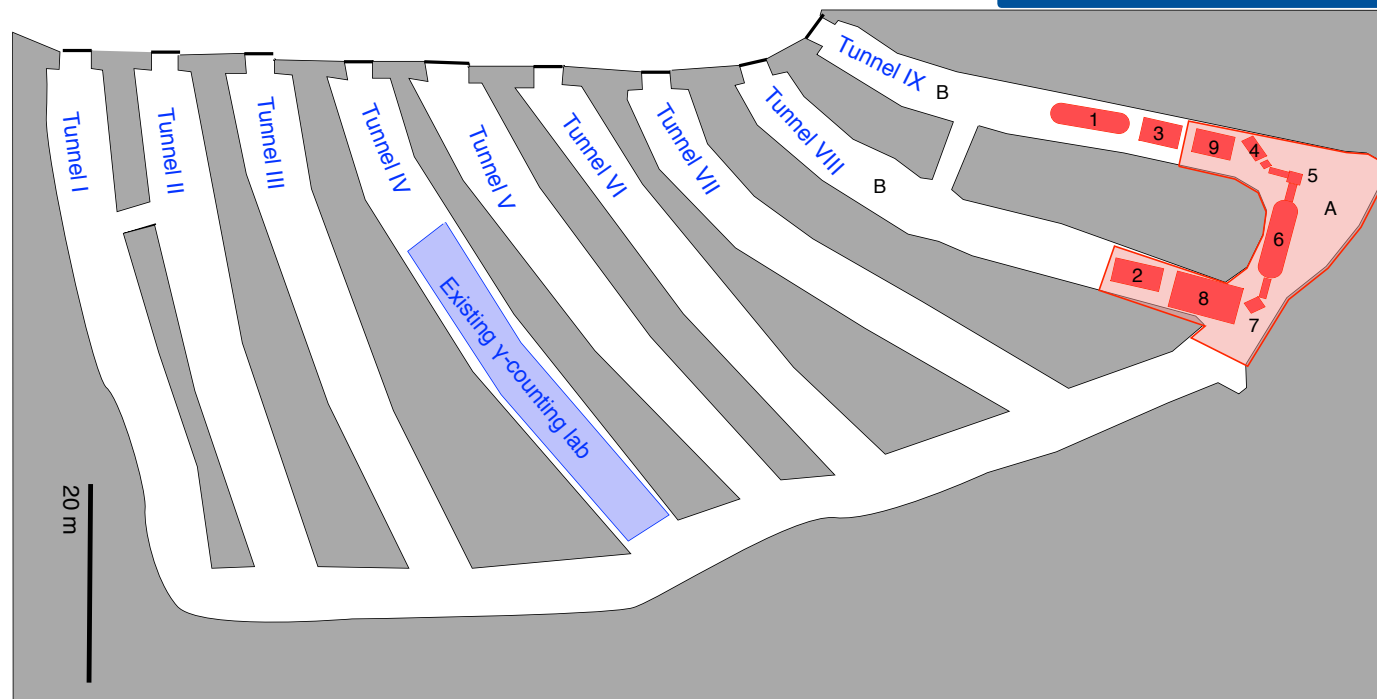 Tunnel I
Tunnel II
Tunnel III
Tunnel IV
Tunnel V
Tunnel VI
Tunnel VII
Tunnel VIII
Tunnel IX
B
B
1
3
9
4
5
A
6
2
8
7
Existing γ-counting lab
20 m